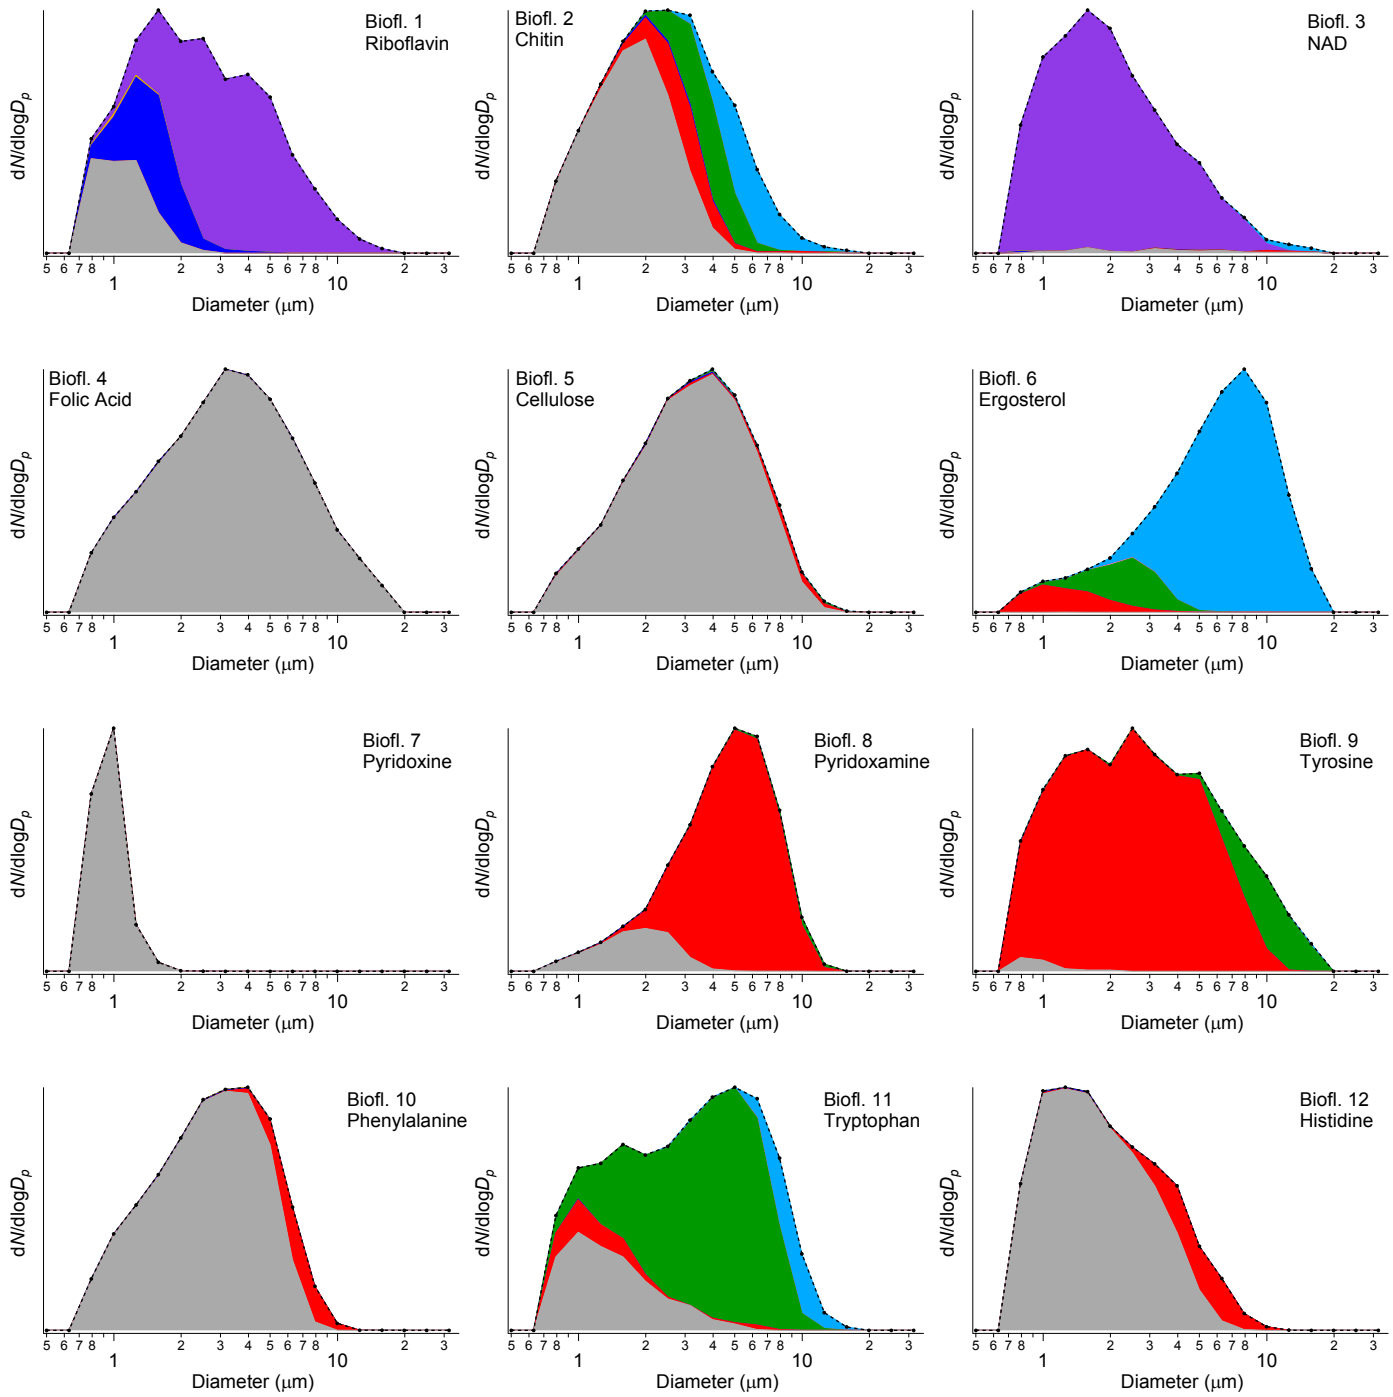 Biofl. 1
Riboflavin
dN/dlogDp
5 6 7 8 2 3 4 5 6 7 8 2 3
1 10
Diameter (μm)
Biofl. 2
Chitin
dN/dlogDp
5 6 7 8 2 3 4 5 6 7 8 2 3
1 10
Diameter (μm)
Biofl. 3
NAD
dN/dlogDp
5 6 7 8 2 3 4 5 6 7 8 2 3
1 10
Diameter (μm)
Biofl. 4
Folic Acid
dN/dlogDp
5 6 7 8 2 3 4 5 6 7 8 2 3
1 10
Diameter (μm)
Biofl. 5
Cellulose
dN/dlogDp
5 6 7 8 2 3 4 5 6 7 8 2 3
1 10
Diameter (μm)
Biofl. 6
Ergosterol
dN/dlogDp
5 6 7 8 2 3 4 5 6 7 8 2 3
1 10
Diameter (μm)
Biofl. 7
Pyridoxine
dN/dlogDp
5 6 7 8 2 3 4 5 6 7 8 2 3
1 10
Diameter (μm)
Biofl. 8
Pyridoxamine
dN/dlogDp
5 6 7 8 2 3 4 5 6 7 8 2 3
1 10
Diameter (μm)
Biofl. 9
Tyrosine
dN/dlogDp
5 6 7 8 2 3 4 5 6 7 8 2 3
1 10
Diameter (μm)
Biofl. 10
Phenylalanine
dN/dlogDp
5 6 7 8 2 3 4 5 6 7 8 2 3
1 10
Diameter (μm)
Biofl. 11
Tryptophan
dN/dlogDp
5 6 7 8 2 3 4 5 6 7 8 2 3
1 10
Diameter (μm)
Biofl. 12
Histidine
dN/dlogDp
5 6 7 8 2 3 4 5 6 7 8 2 3
1 10
Diameter (μm)